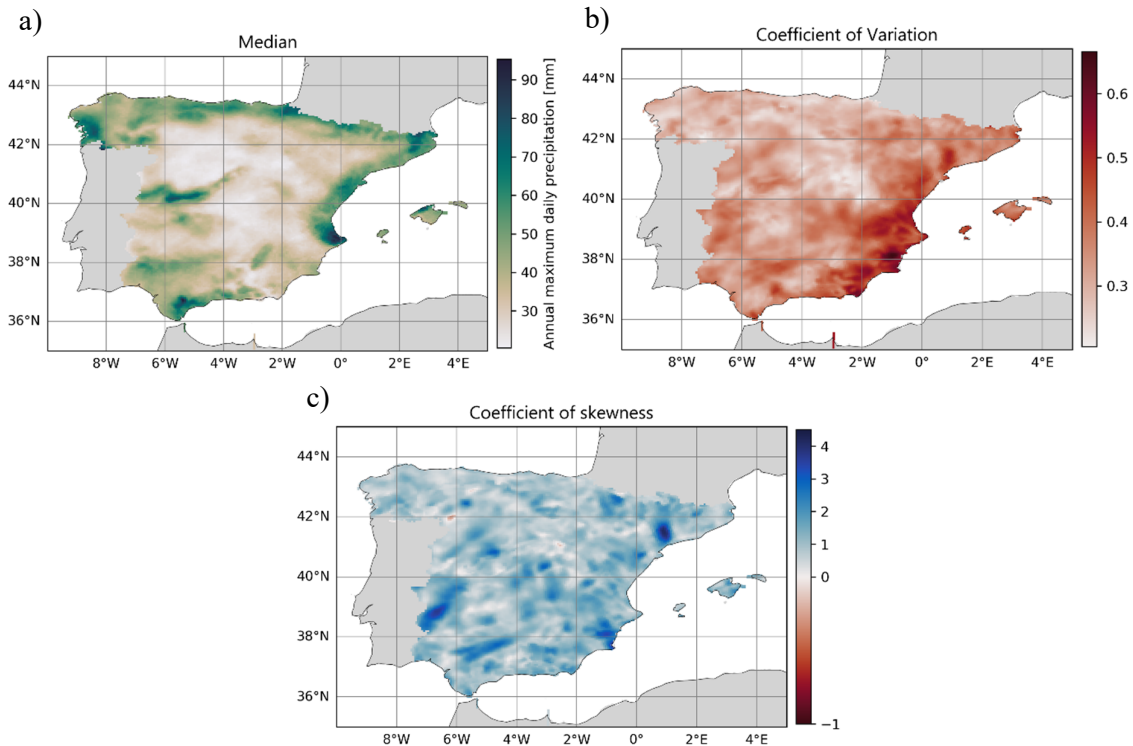 a)
Median
44°N
42°N
40°N
38°N
36°N
8°W 6°W 4°W 2°W 0° 2°E 4°E
90
80
70
60
50
40
30
Annual maximum daily precipitation [mm]
b)
Coefficient of Variation
44°N
42°N
40°N
38°N
36°N
8°W 6°W 4°W 2°W 0° 2°E 4°E
0.6
0.5
0.4
0.3
c)
Coefficient of skewness
44°N
42°N
40°N
38°N
36°N
8°W 6°W 4°W 2°W 0° 2°E 4°E
4
3
2
1
0
−1